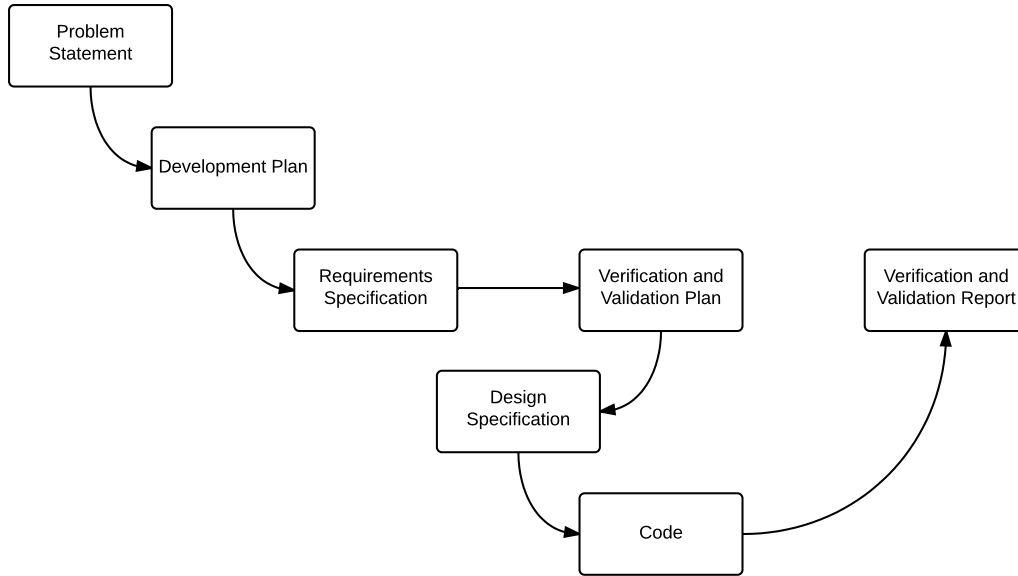 Problem
Statement
Development Plan
Requirements
Specification
Verification and
Validation Plan
Verification and
Validation Report
Design
Specification
Code